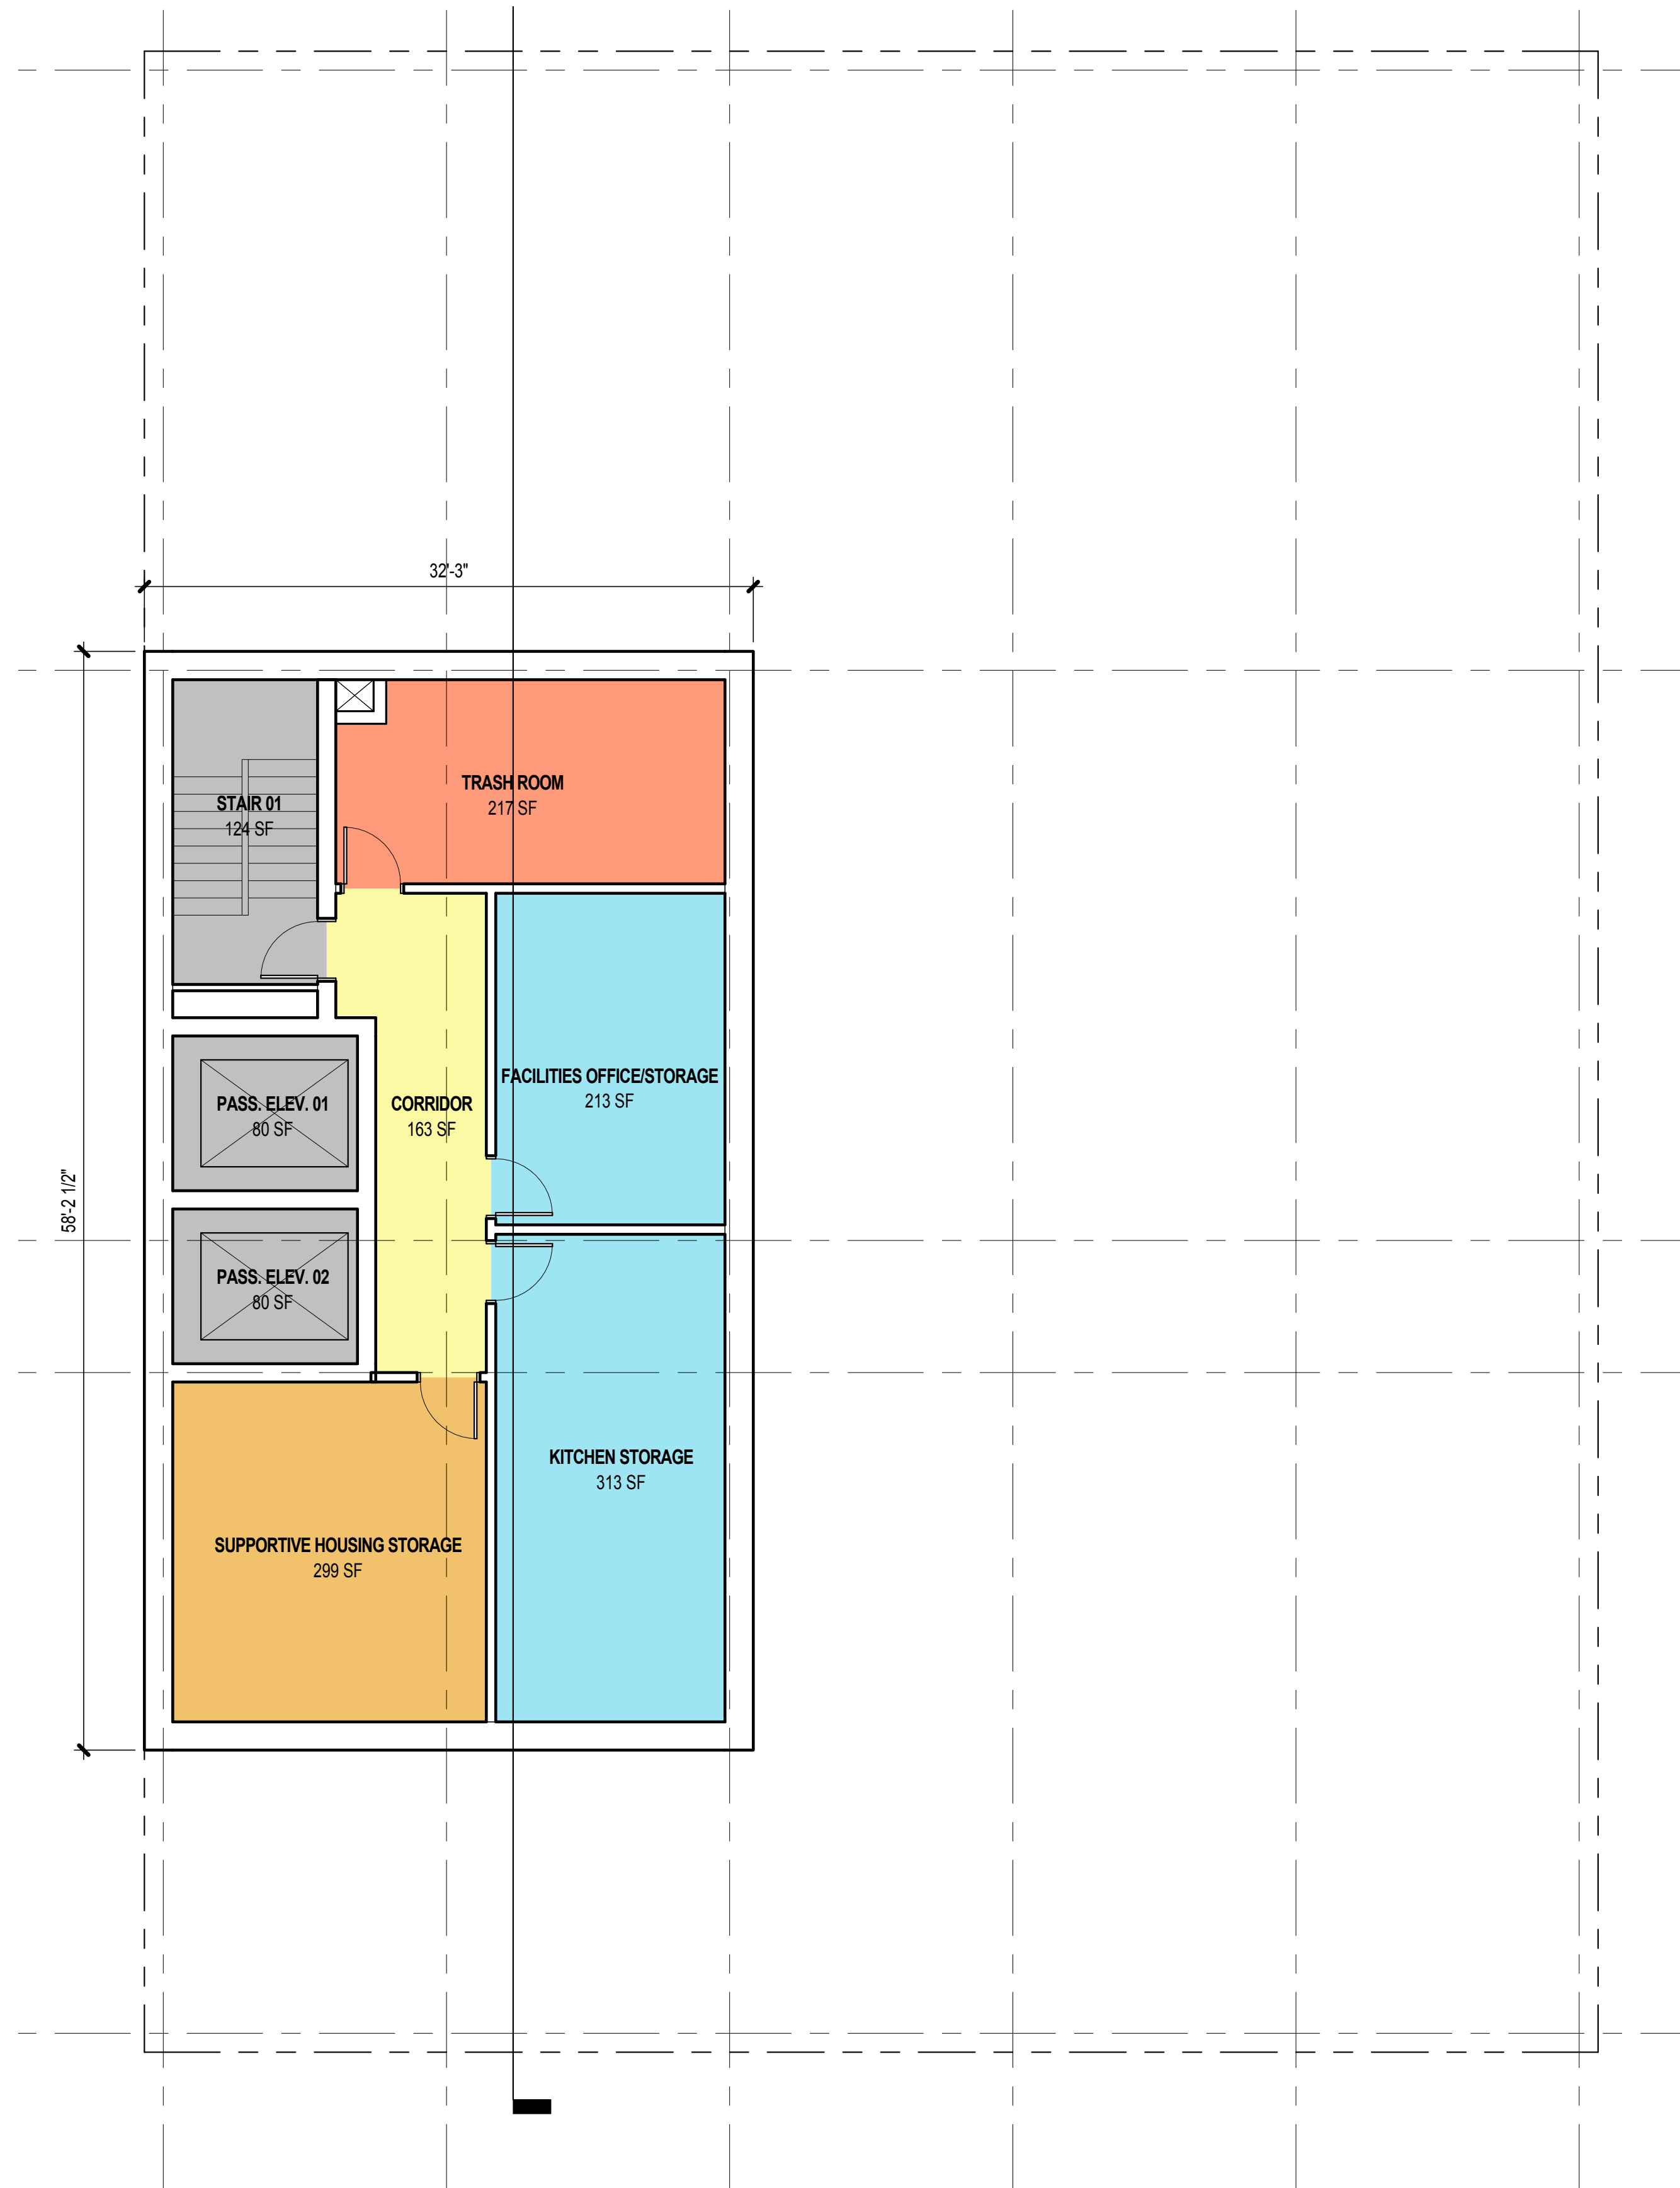 32'-3"
TRASH ROOM
217 SF
STAIR 01
124 SF
FACILITIES OFFICE/STORAGE
213 SF
PASS. ELEV. 01
80 SF
CORRIDOR
163 SF
58'-2 1/2"
PASS. ELEV. 02
80 SF
KITCHEN STORAGE
313 SF
SUPPORTIVE HOUSING STORAGE
299 SF